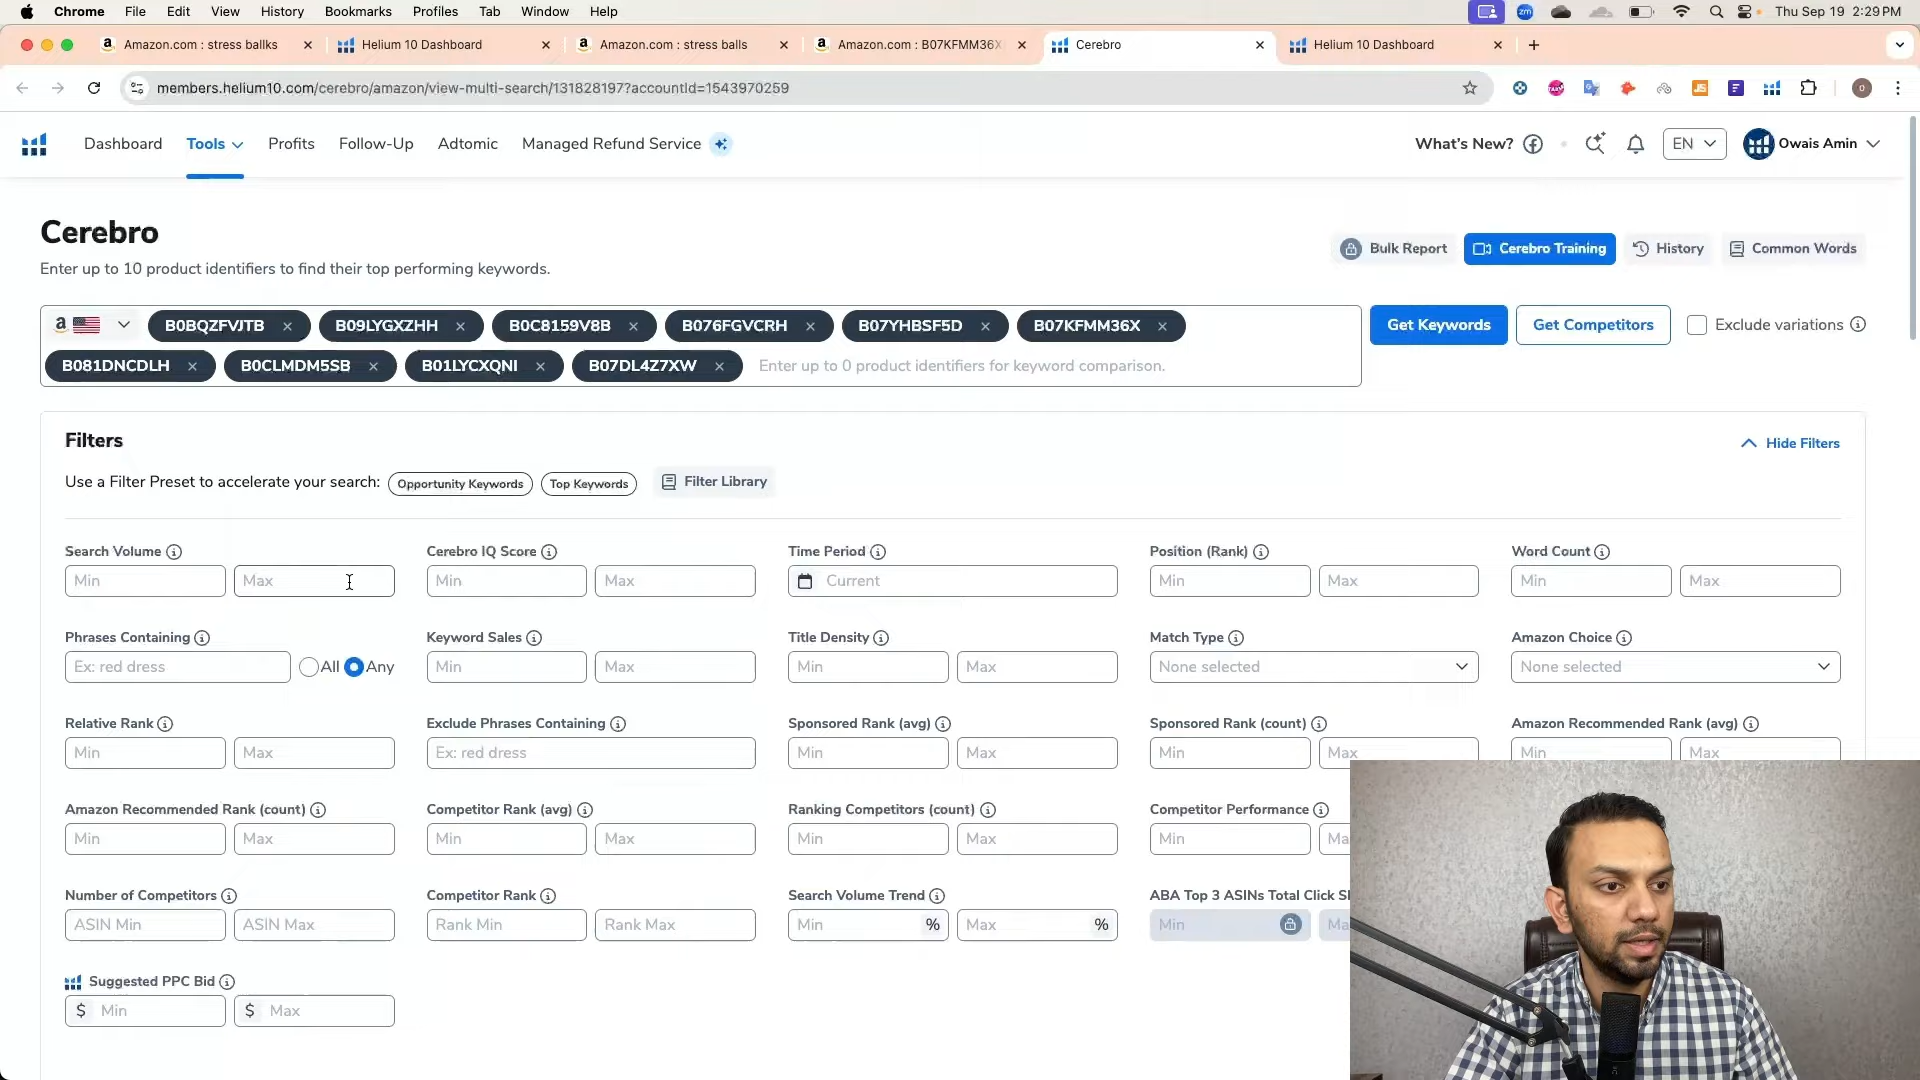 Chrome File Edit View History Bookmarks Profiles Tab Window Help
zm Thu Sep 19 2:29 PM
Amazon.com : stress ballks
Helium 10 Dashboard
Amazon.com : stress balls
Amazon.com : B07KFMM36X
Cerebro
Helium 10 Dashboard
members.helium10.com/cerebro/amazon/view-multi-search/131828197?accountId=1543970259
Dashboard Tools Profits Follow-Up Adtomic Managed Refund Service
What's New? EN Owais Amin
Cerebro
Enter up to 10 product identifiers to find their top performing keywords.
Bulk Report Cerebro Training History Common Words
B0BQZFVJTB B09LYGXZHH B0C8159V8B B076FGVCRH B07YHBSF5D B07KFMM36X
B081DNCDLH B0CLMDM5SB B01LYCXQNI B07DL4Z7XW Enter up to 0 product identifiers for keyword comparison.
Get Keywords Get Competitors Exclude variations
Filters
Hide Filters
Use a Filter Preset to accelerate your search: Opportunity Keywords Top Keywords Filter Library
Search Volume Cerebro IQ Score Time Period Position (Rank) Word Count
Min Max Min Max Current Min Max Min Max
Phrases Containing Keyword Sales Title Density Match Type Amazon Choice
Ex: red dress All Any Min Max Min Max None selected None selected
Relative Rank Exclude Phrases Containing Sponsored Rank (avg) Sponsored Rank (count) Amazon Recommended Rank (avg)
Min Max Ex: red dress Min Max Min Max Min Max
Amazon Recommended Rank (count) Competitor Rank (avg) Ranking Competitors (count) Competitor Performance
Min Max Min Max Min Max Min Ma
Number of Competitors Competitor Rank Search Volume Trend ABA Top 3 ASINs Total Click Sh
ASIN Min ASIN Max Rank Min Rank Max Min % Max % Min Ma
Suggested PPC Bid
$ Min $ Max